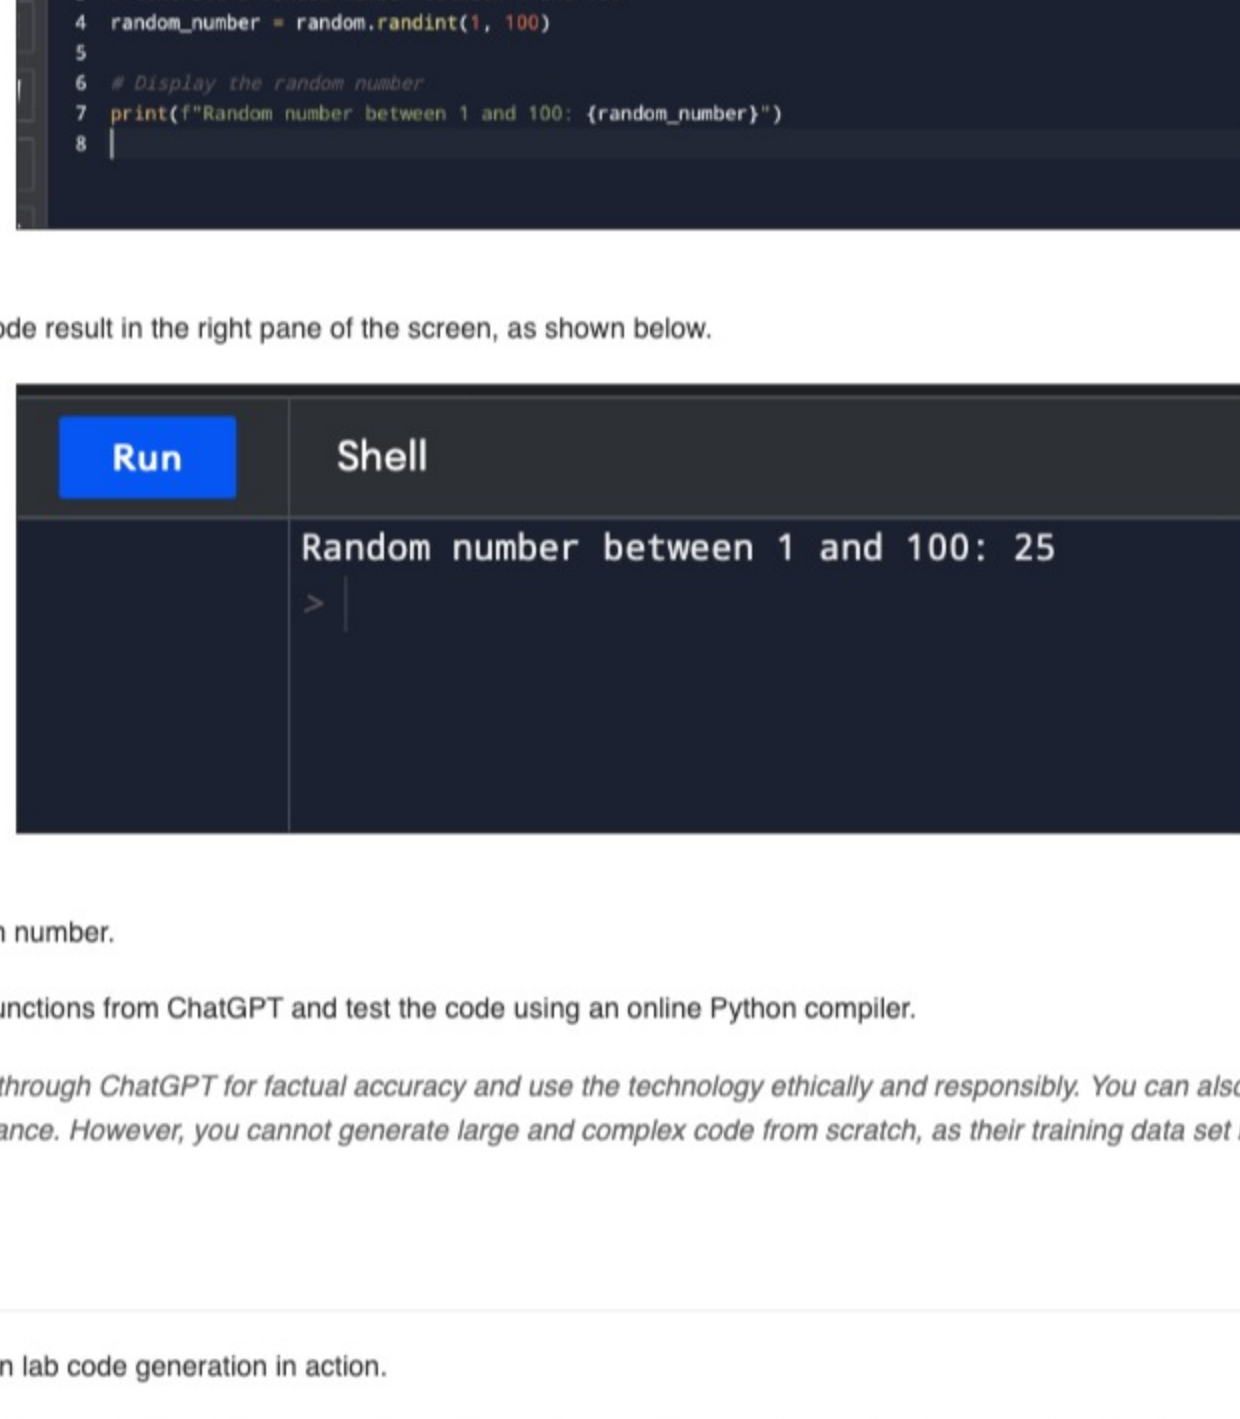 4 random_number = random.randint(1, 100)
5
6 # Display the random number
7 print(f"Random number between 1 and 100: {random_number}")
8
ode result in the right pane of the screen, as shown below.
Run Shell
Random number between 1 and 100: 25
>
number.
unctions from ChatGPT and test the code using an online Python compiler.
through ChatGPT for factual accuracy and use the technology ethically and responsibly. You can also
ance. However, you cannot generate large and complex code from scratch, as their training data set
n lab code generation in action.